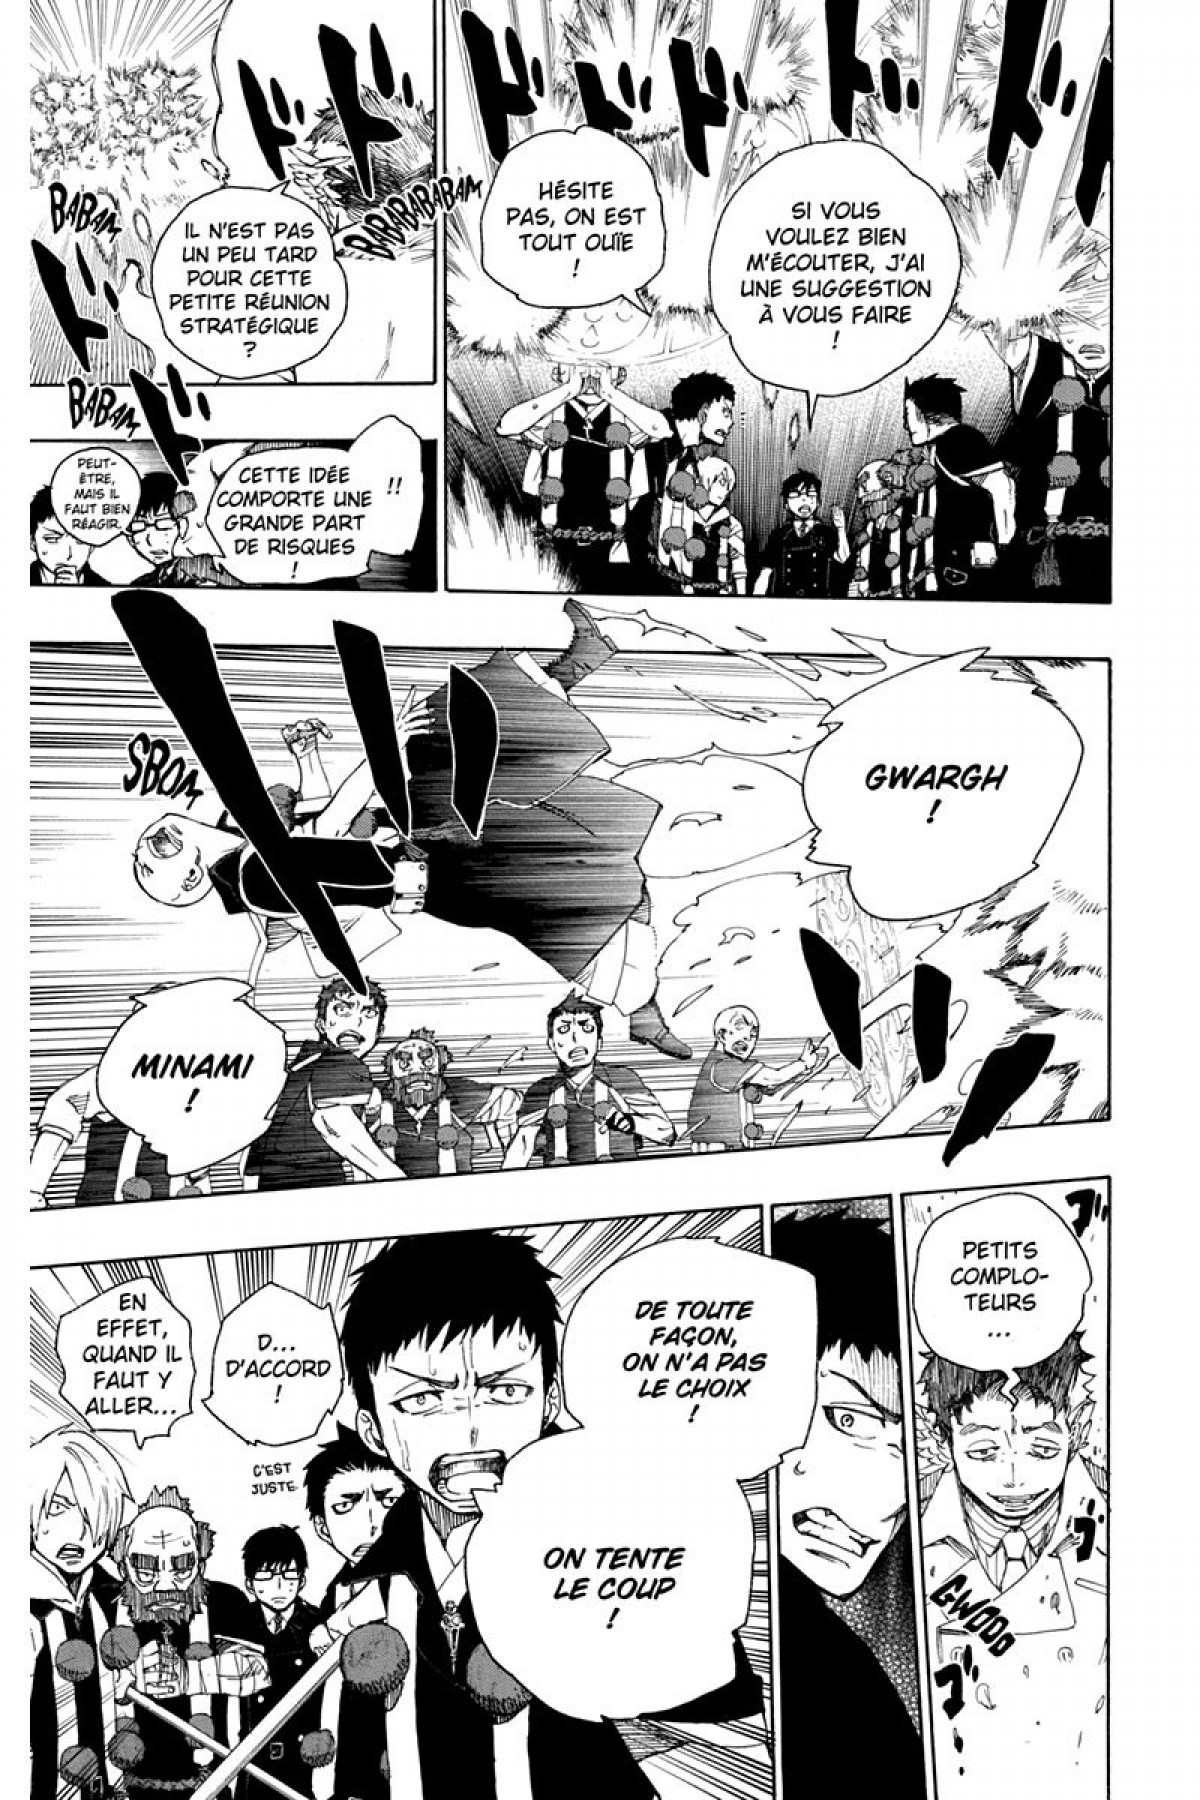 SI VOUS
VOULEZ BIEN
M'ÉCOUTER, J'AI
UNE SUGGESTION
À VOUS FAIRE
!
HÉSITE
PAS, ON EST
TOUT OUÏE
!
ドドドドド
ドド
BABABABABAM
BABAM
IL N'EST PAS
UN PEU TARD
POUR CETTE
PETITE RÉUNION
STRATÉGIQUE
?
ド
BABAM
ド
CETTE IDÉE
COMPORTE UNE
GRANDE PART
DE RISQUES
!
!!
PEUT-
ÊTRE,
MAIS IL
FAUT BIEN
RÉAGIR.
GWARGH
!
SBOM
MINAMI
!
PETITS
COMPLO-
TEURS
...
GWOOO
DE TOUTE
FAÇON,
ON N'A PAS
LE CHOIX
!
ON TENTE
LE COUP
!
D...
D'ACCORD
!
C'EST
JUSTE.
EN
EFFET,
QUAND IL
FAUT Y
ALLER...